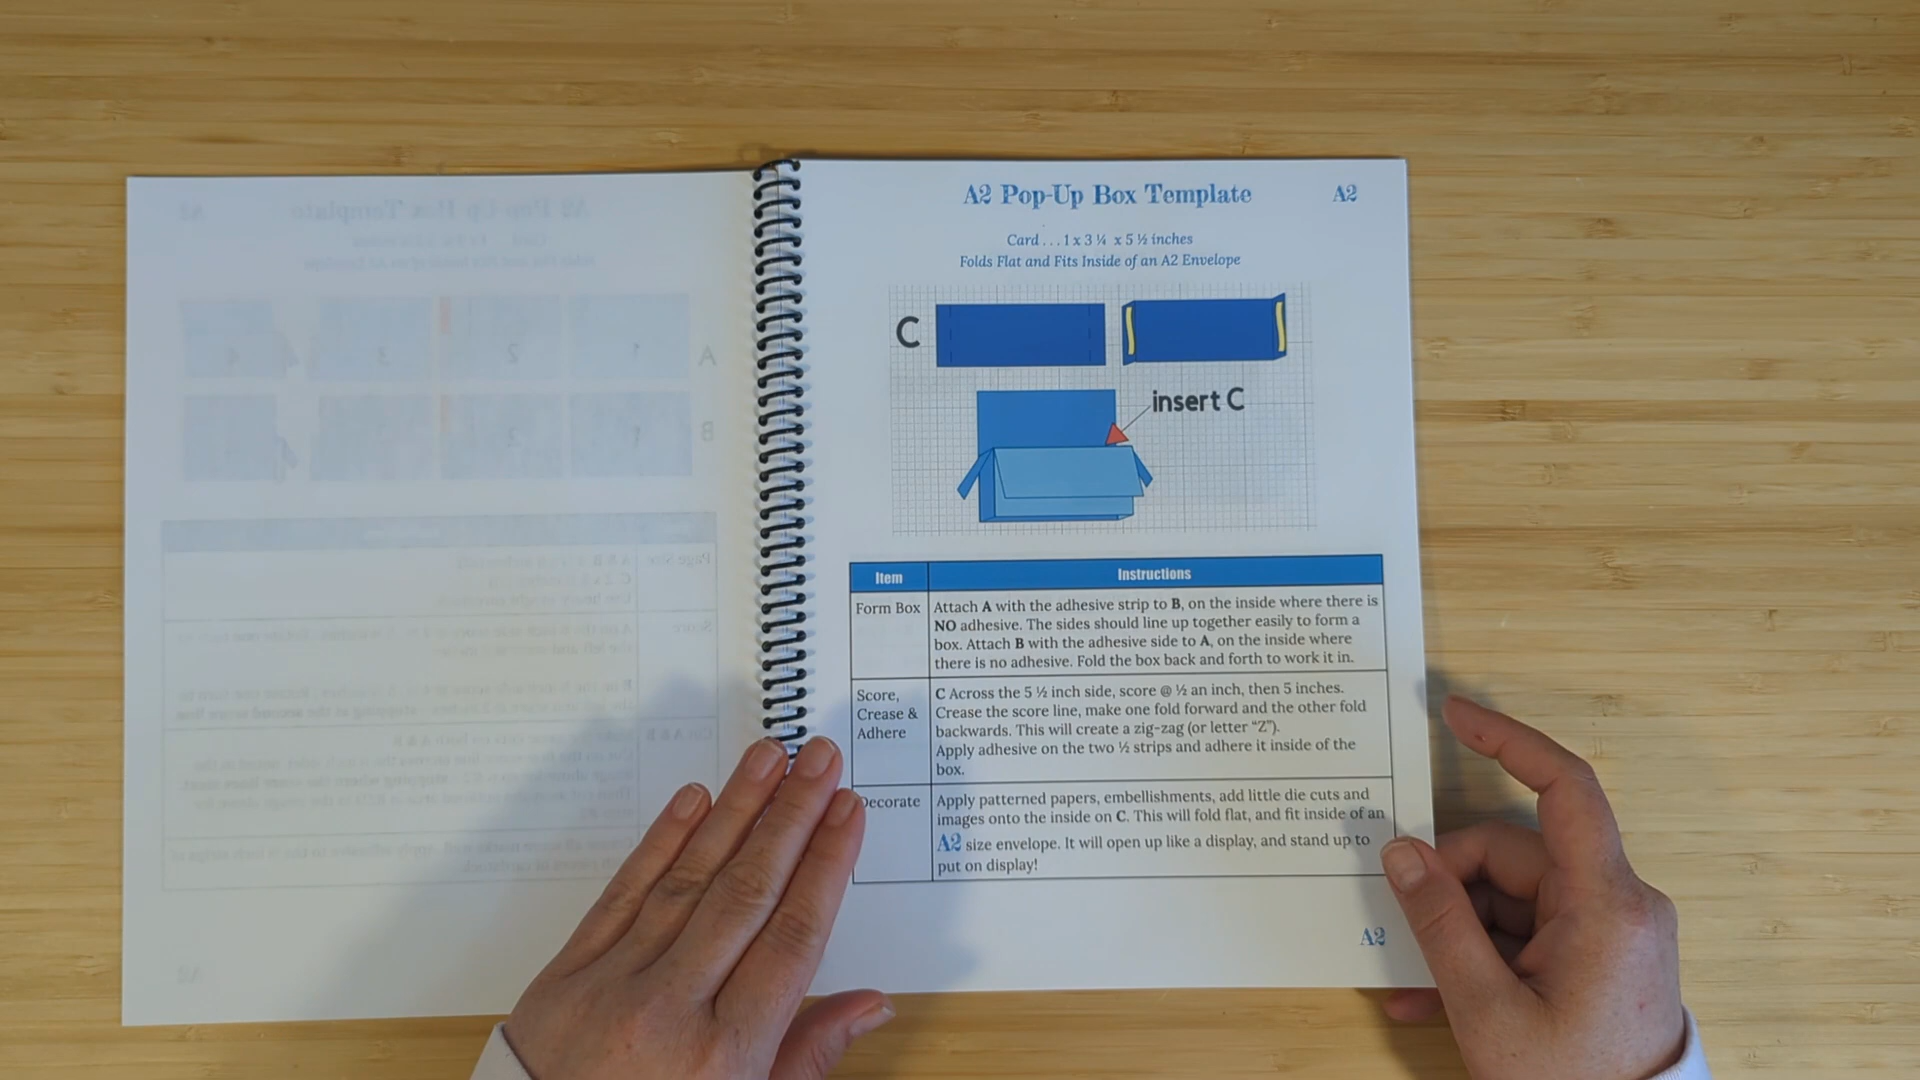 A2 Pop-Up Box Template A2
Card . . . 1 x 3 ¼ x 5 ½ inches
Folds Flat and Fits Inside of an A2 Envelope
C
insert C
Item Instructions
Form Box Attach A with the adhesive strip to B, on the inside where there is
NO adhesive. The sides should line up together easily to form a
box. Attach B with the adhesive side to A, on the inside where
there is no adhesive. Fold the box back and forth to work it in.
Score, C Across the 5 ½ inch side, score @ ½ an inch, then 5 inches.
Crease & Crease the score line, make one fold forward and the other fold
Adhere backwards. This will create a zig-zag (or letter “Z”).
Apply adhesive on the two ½ strips and adhere it inside of the
box.
Decorate Apply patterned papers, embellishments, add little die cuts and
images onto the inside on C. This will fold flat, and fit inside of an
A2 size envelope. It will open up like a display, and stand up to
put on display!
A2